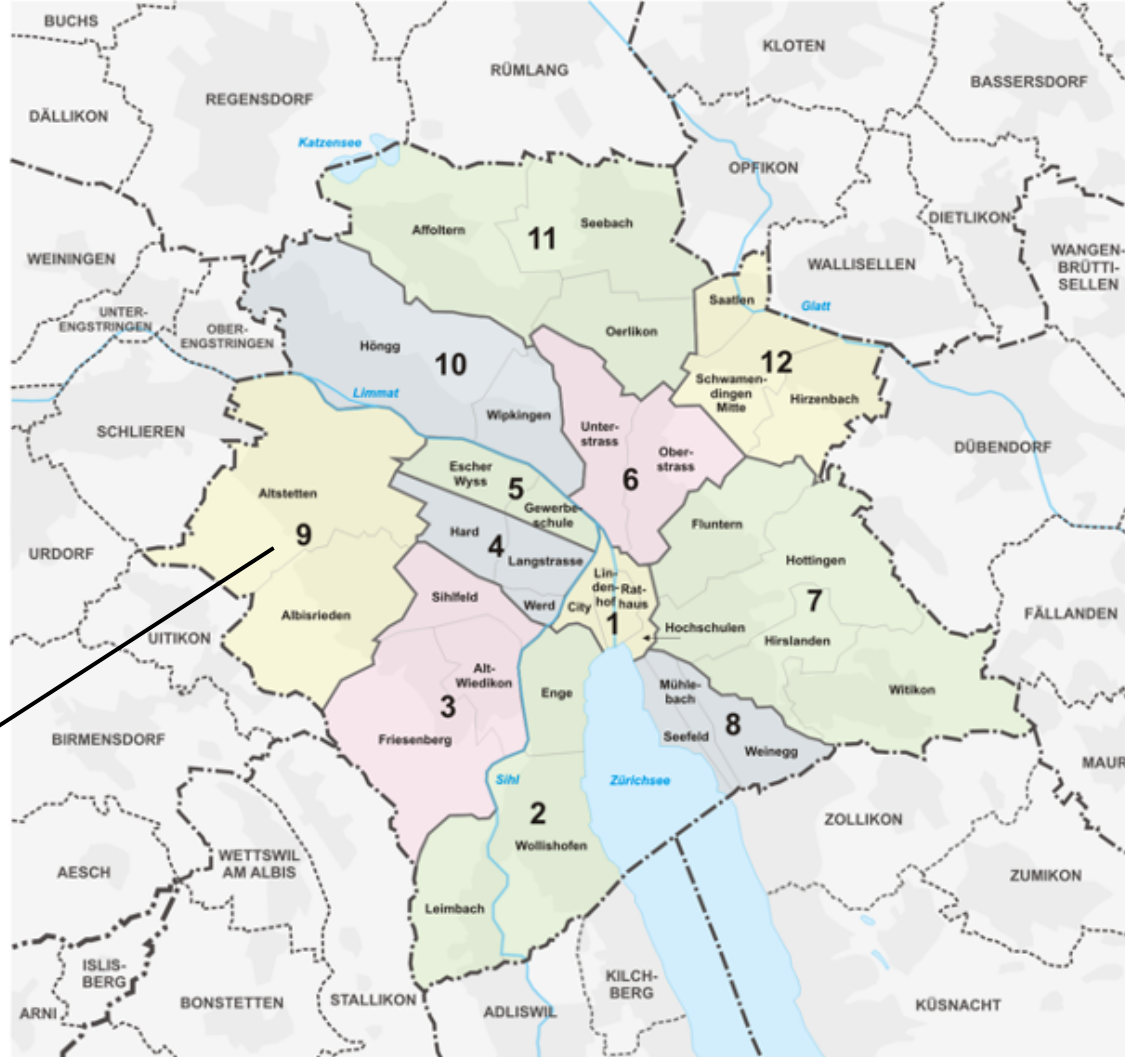 BUCHS
KLOTEN
RÜMLANG
BASSERSDORF
REGENSDORF
DÄLLIKON
Katzensee
OPFIKON
DIETLIKON
Affoltern
Seebach
11
WEININGEN
WALLISELLEN
WANGEN-
BRÜTTI-
SELLEN
Saatlen
Glatt
UNTER-
ENGSTRINGEN
OBER-
ENGSTRINGEN
Oerlikon
Höngg
10
12
Schwamen-
dingen
Mitte
Hirzenbach
Limmat
Wipkingen
SCHLIEREN
Unter-
strass
Ober-
strass
6
DÜBENDORF
Escher
Wyss
5
Gewerbe-
schule
Altstetten
9
Fluntern
Hard
4
Langstrasse
URDORF
Hottingen
Lin-
den-
hof
Rat-
haus
City
1
Sihlfeld
Werd
7
FÄLLANDEN
Albisrieden
UITIKON
Hochschulen
Hirslanden
Alt-
Wiedikon
Enge
Mühle-
bach
Witikon
3
Friesenberg
8
Seefeld
Weinegg
BIRMENSDORF
MAUR
Sihl
Zürichsee
2
Wollishofen
ZOLLIKON
WETTSWIL
AM ALBIS
AESCH
ZUMIKON
Leimbach
ISLIS-
BERG
KILCH-
BERG
ARNI
BONSTETTEN
STALLIKON
ADLISWIL
KÜSNACHT